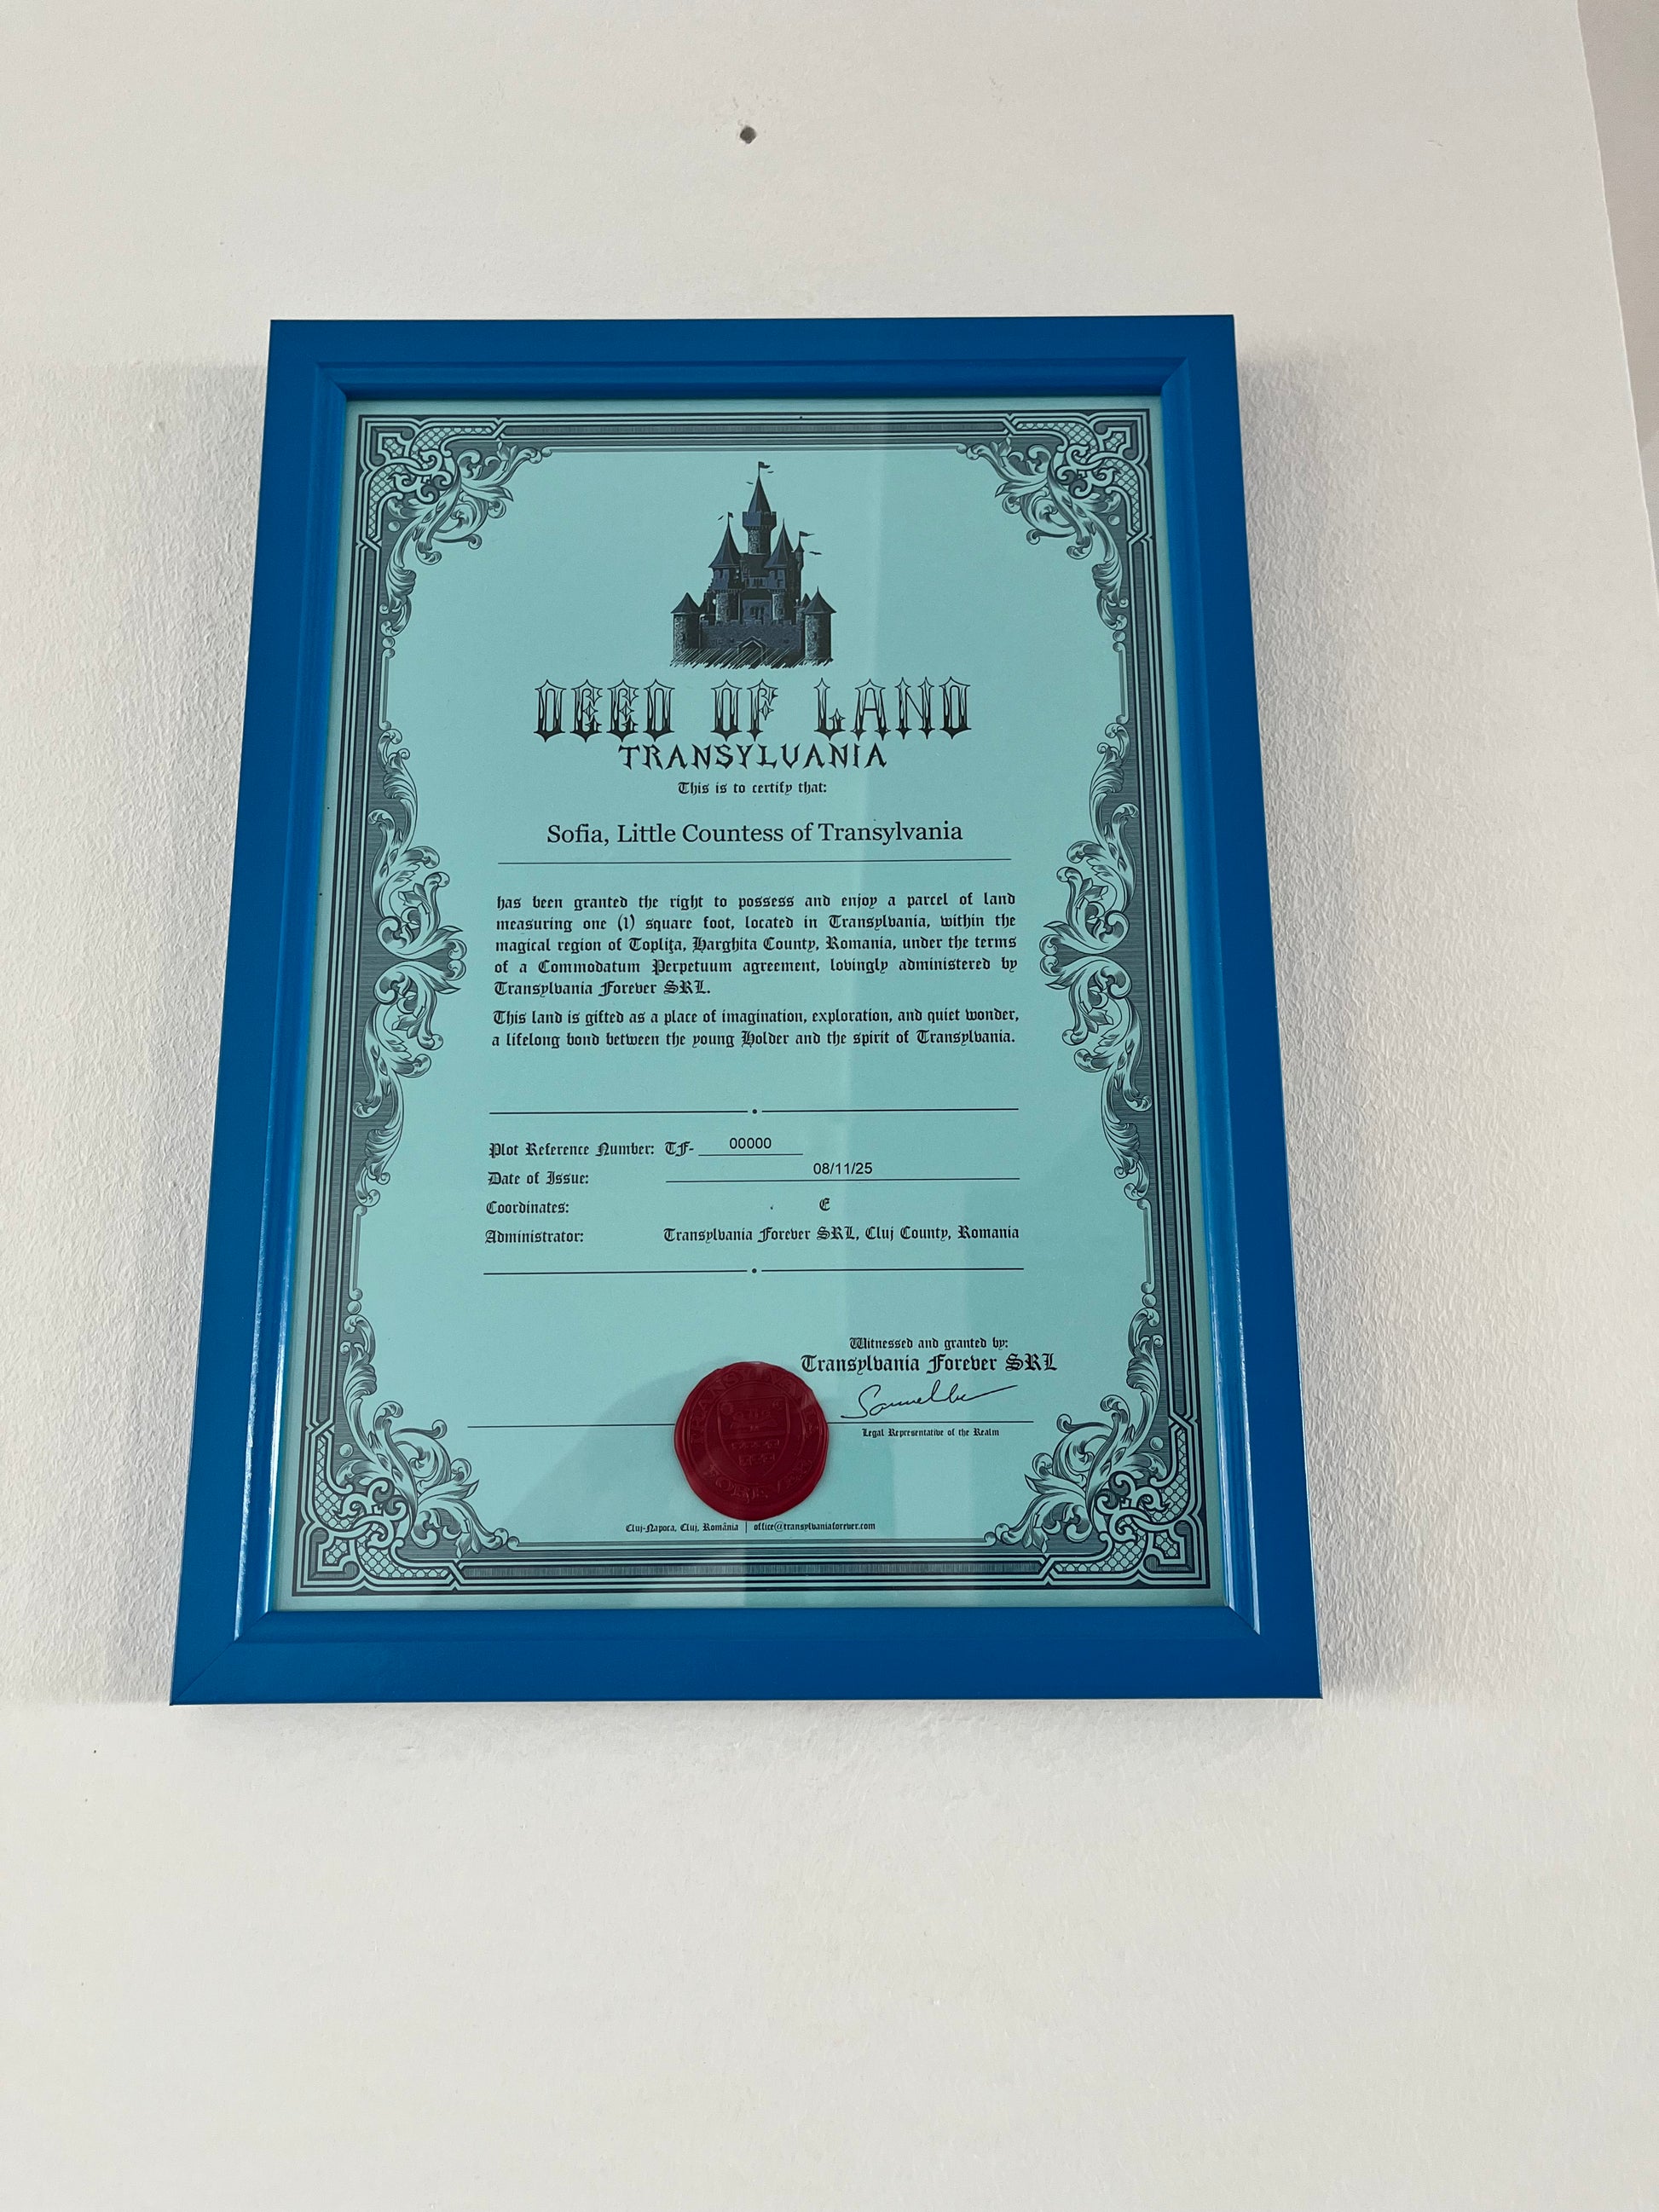 DEED OF LAND
TRANSYLVANIA
This is to certify that:
Sofia, Little Countess of Transylvania
has been granted the right to possess and enjoy a parcel of land
measuring one (1) square foot, located in Transylvania, within the
magical region of Toplița, Harghita County, Romania, under the terms
of a Commodatum Perpetuum agreement, lovingly administered by
Transylvania Forever SRL.
This land is gifted as a place of imagination, exploration, and quiet wonder,
a lifelong bond between the young Holder and the spirit of Transylvania.
Plot Reference Number: TF- 00000
Date of Issue: 08/11/25
Coordinates: E
Administrator: Transylvania Forever SRL, Cluj County, Romania
Witnessed and granted by:
Transylvania Forever SRL
Legal Representative of the Realm
TRANSYLVANIA
FOREVER
Cluj-Napoca, Cluj, România | office@transylvaniaforever.com